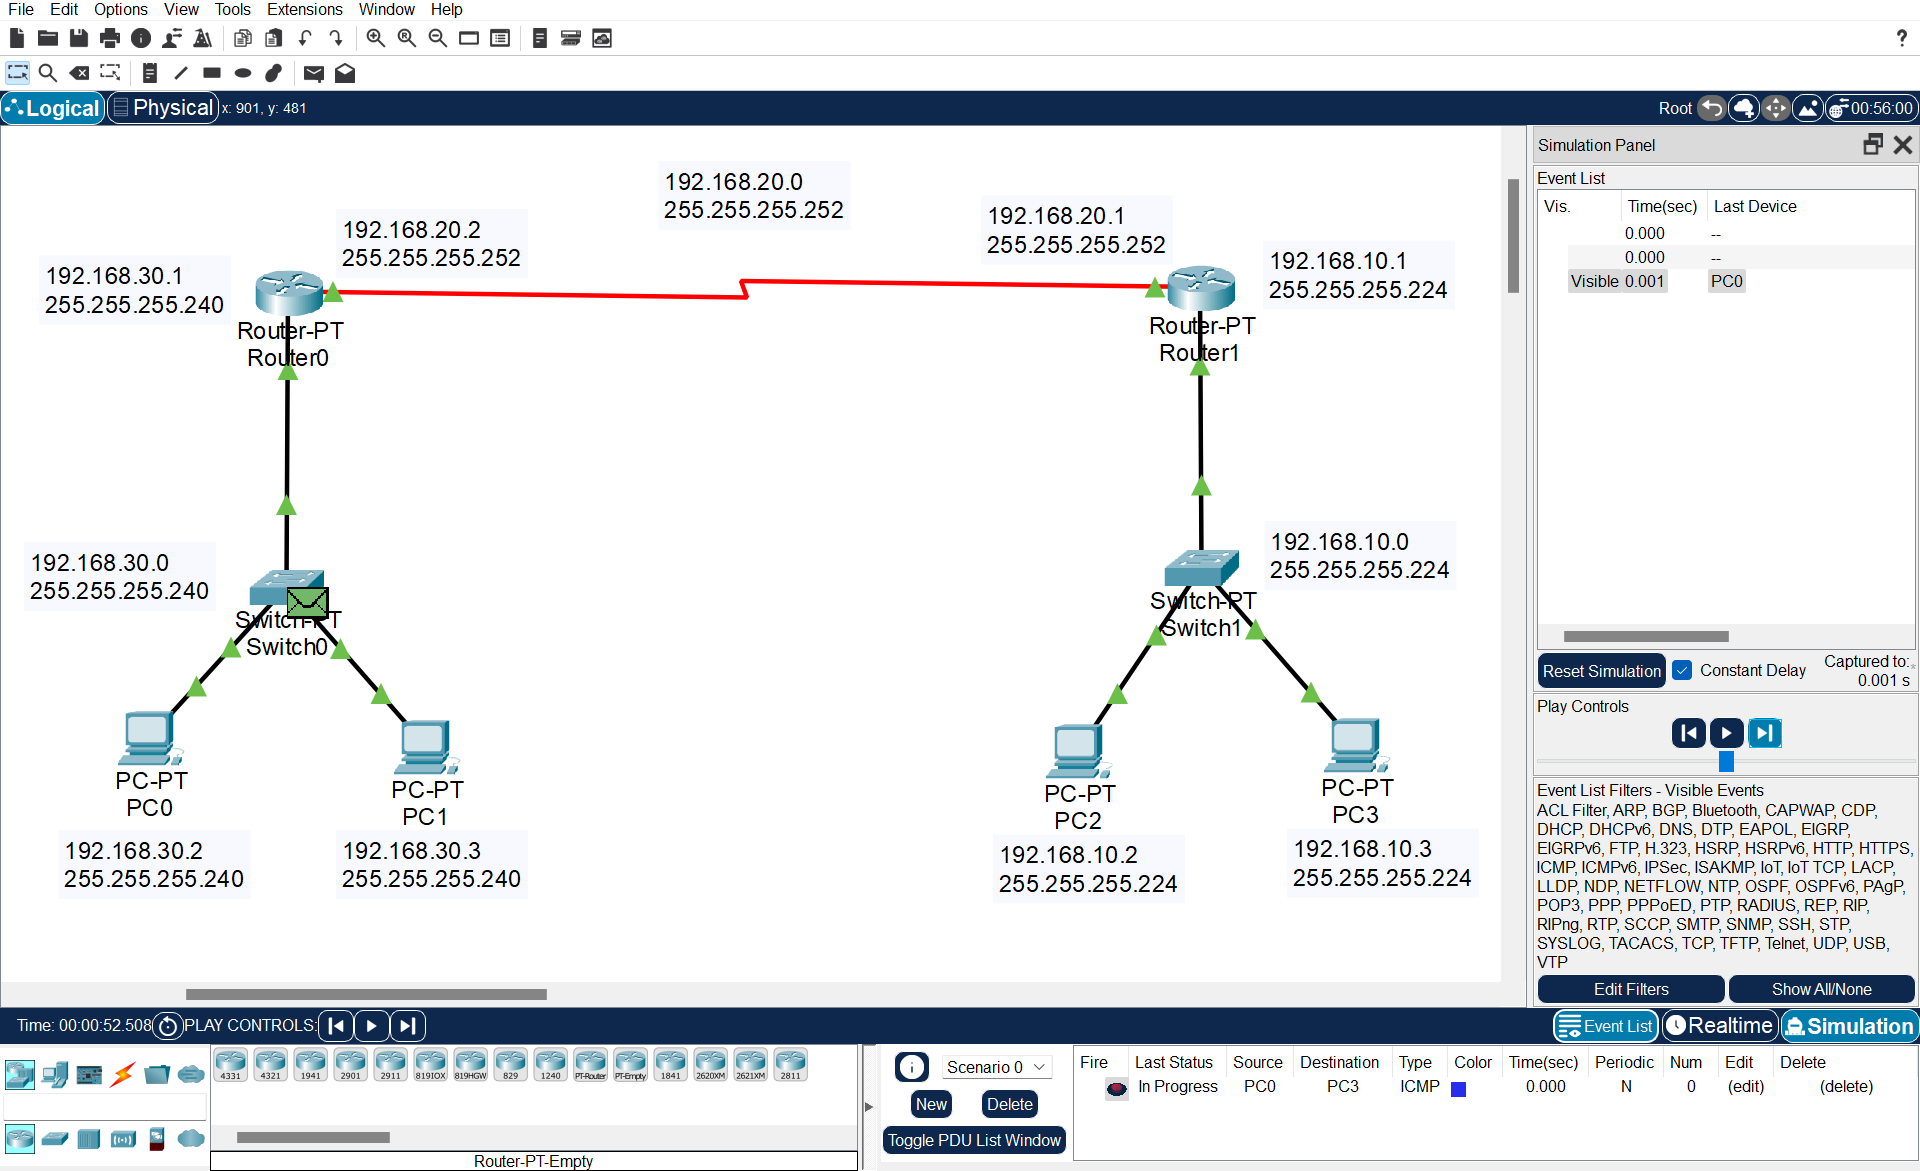 File Edit Options View Tools Extensions Window Help
?
Logical Physical x: 901, y: 481
Root 00:56:00
192.168.20.0
255.255.255.252
192.168.20.2
255.255.255.252
192.168.20.1
255.255.255.252
192.168.30.1
255.255.255.240
192.168.10.1
255.255.255.224
Router-PT
Router0
Router-PT
Router1
192.168.30.0
255.255.255.240
192.168.10.0
255.255.255.224
Switch-PT
Switch0
Switch-PT
Switch1
PC-PT
PC0
PC-PT
PC1
PC-PT
PC2
PC-PT
PC3
192.168.30.2
255.255.255.240
192.168.30.3
255.255.255.240
192.168.10.2
255.255.255.224
192.168.10.3
255.255.255.224
Simulation Panel
Event List
Vis. Time(sec) Last Device
0.000 --
0.000 --
Visible 0.001 PC0
Reset Simulation Constant Delay Captured to:*
0.001 s
Play Controls
Event List Filters - Visible Events
ACL Filter, ARP, BGP, Bluetooth, CAPWAP, CDP,
DHCP, DHCPv6, DNS, DTP, EAPOL, EIGRP,
EIGRPv6, FTP, H.323, HSRP, HSRPv6, HTTP, HTTPS,
ICMP, ICMPv6, IPSec, ISAKMP, IoT, IoT TCP, LACP,
LLDP, NDP, NETFLOW, NTP, OSPF, OSPFv6, PAgP,
POP3, PPP, PPPoED, PTP, RADIUS, REP, RIP,
RIPng, RTP, SCCP, SMTP, SNMP, SSH, STP,
SYSLOG, TACACS, TCP, TFTP, Telnet, UDP, USB,
VTP
Edit Filters Show All/None
Time: 00:00:52.508 PLAY CONTROLS:
Event List Realtime Simulation
4331 4321 1941 2901 2911 819IOX 819HGW 829 1240 PT-Router PT-Empty 1841 2620XM 2621XM 2811
Router-PT-Empty
Scenario 0
New Delete
Toggle PDU List Window
Fire Last Status Source Destination Type Color Time(sec) Periodic Num Edit Delete
In Progress PC0 PC3 ICMP 0.000 N 0 (edit) (delete)